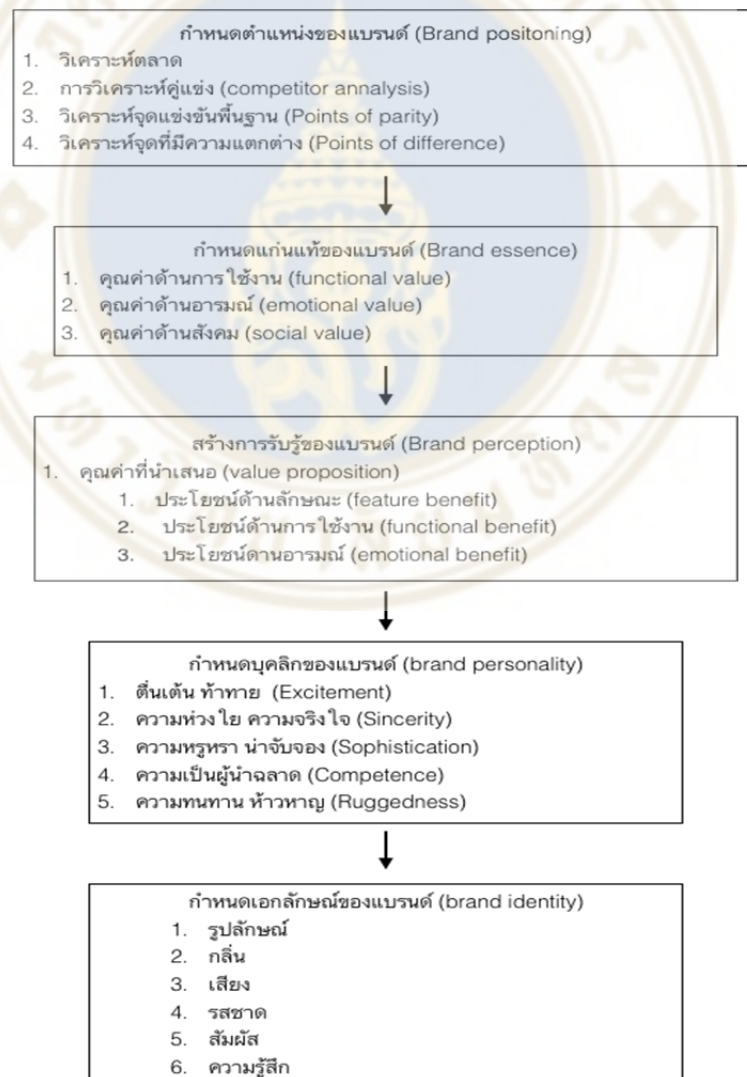 กำหนดตำแหน่งของแบรนด์ (Brand positoning)
1. วิเคราะห์ตลาด
2. การวิเคราะห์คู่แข่ง (competitor annalysis)
3. วิเคราะห์จุดแข่งขันพื้นฐาน (Points of parity)
4. วิเคราะห์จุดที่มีความแตกต่าง (Points of difference)
กำหนดแก่นแท้ของแบรนด์ (Brand essence)
1. คุณค่าด้านการใช้งาน (functional value)
2. คุณค่าด้านอารมณ์ (emotional value)
3. คุณค่าด้านสังคม (social value)
สร้างการรับรู้ของแบรนด์ (Brand perception)
1. คุณค่าที่นำเสนอ (value proposition)
1. ประโยชน์ด้านลักษณะ (feature benefit)
2. ประโยชน์ด้านการใช้งาน (functional benefit)
3. ประโยชน์ดานอารมณ์ (emotional benefit)
กำหนดบุคลิกของแบรนด์ (brand personality)
1. ตื่นเต้น ท้าทาย (Excitement)
2. ความห่วงใย ความจริงใจ (Sincerity)
3. ความหรูหรา น่าจับจอง (Sophistication)
4. ความเป็นผู้นำฉลาด (Competence)
5. ความทนทาน ห้าวหาญ (Ruggedness)
กำหนดเอกลักษณ์ของแบรนด์ (brand identity)
1. รูปลักษณ์
2. กลิ่น
3. เสียง
4. รสชาด
5. สัมผัส
6. ความรู้สึก